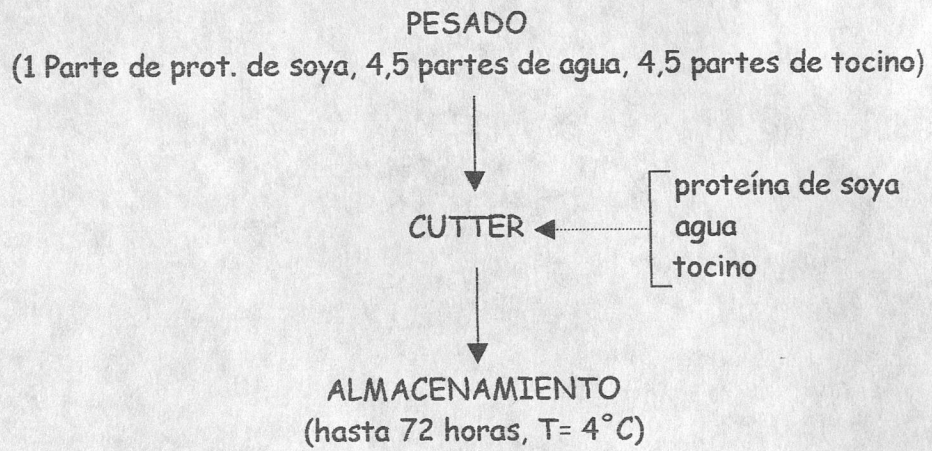 PESADO
(1 Parte de prot. de soya, 4,5 partes de agua, 4,5 partes de tocino)
CUTTER
proteína de soya
agua
tocino
ALMACENAMIENTO
(hasta 72 horas, T= 4°C)